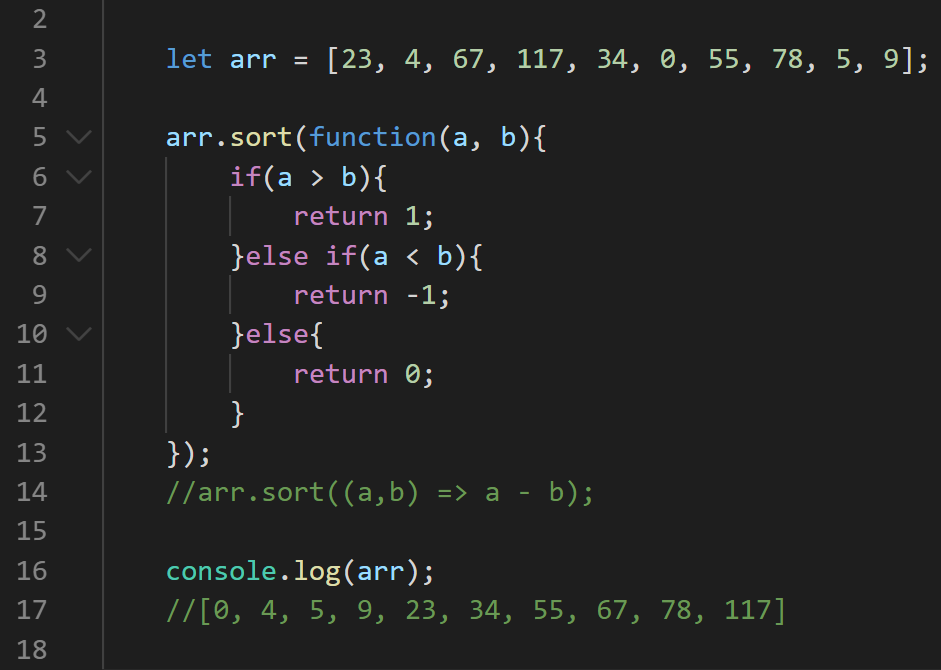 2
3 let arr = [23, 4, 67, 117, 34, 0, 55, 78, 5, 9];
4
5 arr.sort(function(a, b){
6 if(a > b){
7 return 1;
8 }else if(a < b){
9 return -1;
10 }else{
11 return 0;
12 }
13 });
14 //arr.sort((a,b) => a - b);
15
16 console.log(arr);
17 //[0, 4, 5, 9, 23, 34, 55, 67, 78, 117]
18